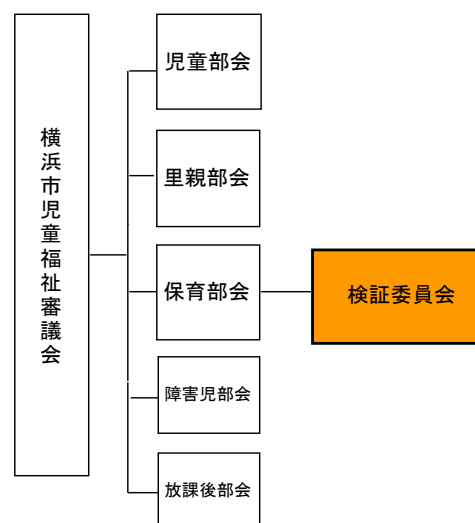 横浜市児童福祉審議会
児童部会
里親部会
保育部会
検証委員会
障害児部会
放課後部会